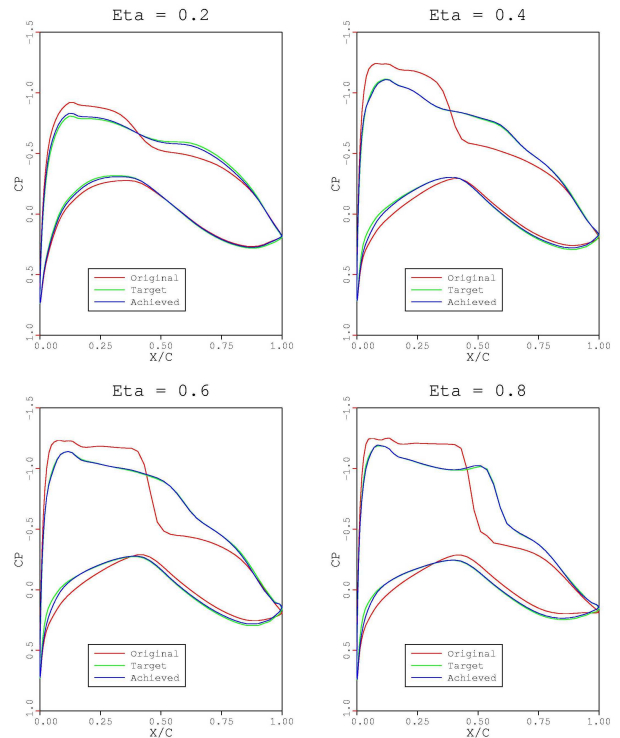 Eta = 0.2
-1.5
-1.0
-0.5
0.0
0.5
1.0
CP
Original
Target
Achieved
0.00
0.25
0.50
0.75
1.00
X/C
Eta = 0.4
-1.5
-1.0
-0.5
0.0
0.5
1.0
CP
Original
Target
Achieved
0.00
0.25
0.50
0.75
1.00
X/C
Eta = 0.6
-1.5
-1.0
-0.5
0.0
0.5
1.0
CP
Original
Target
Achieved
0.00
0.25
0.50
0.75
1.00
X/C
Eta = 0.8
-1.5
-1.0
-0.5
0.0
0.5
1.0
CP
Original
Target
Achieved
0.00
0.25
0.50
0.75
1.00
X/C